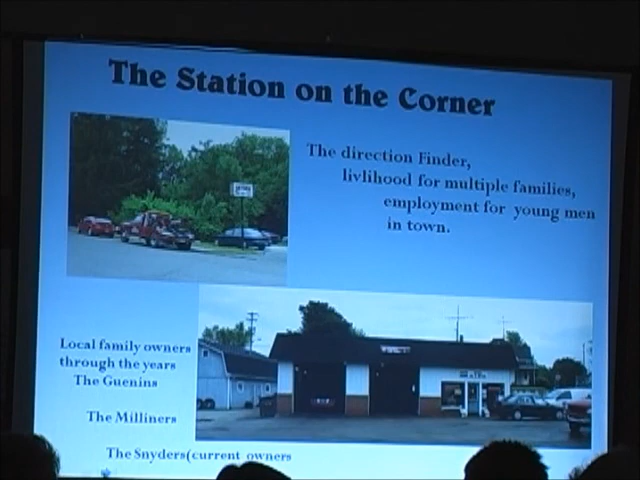 The Station on the Corner
The direction Finder,
livlihood for multiple families,
employment for young men
in town.
Local family owners
through the years
The Guenins
The Milliners
The Snyders(current owners